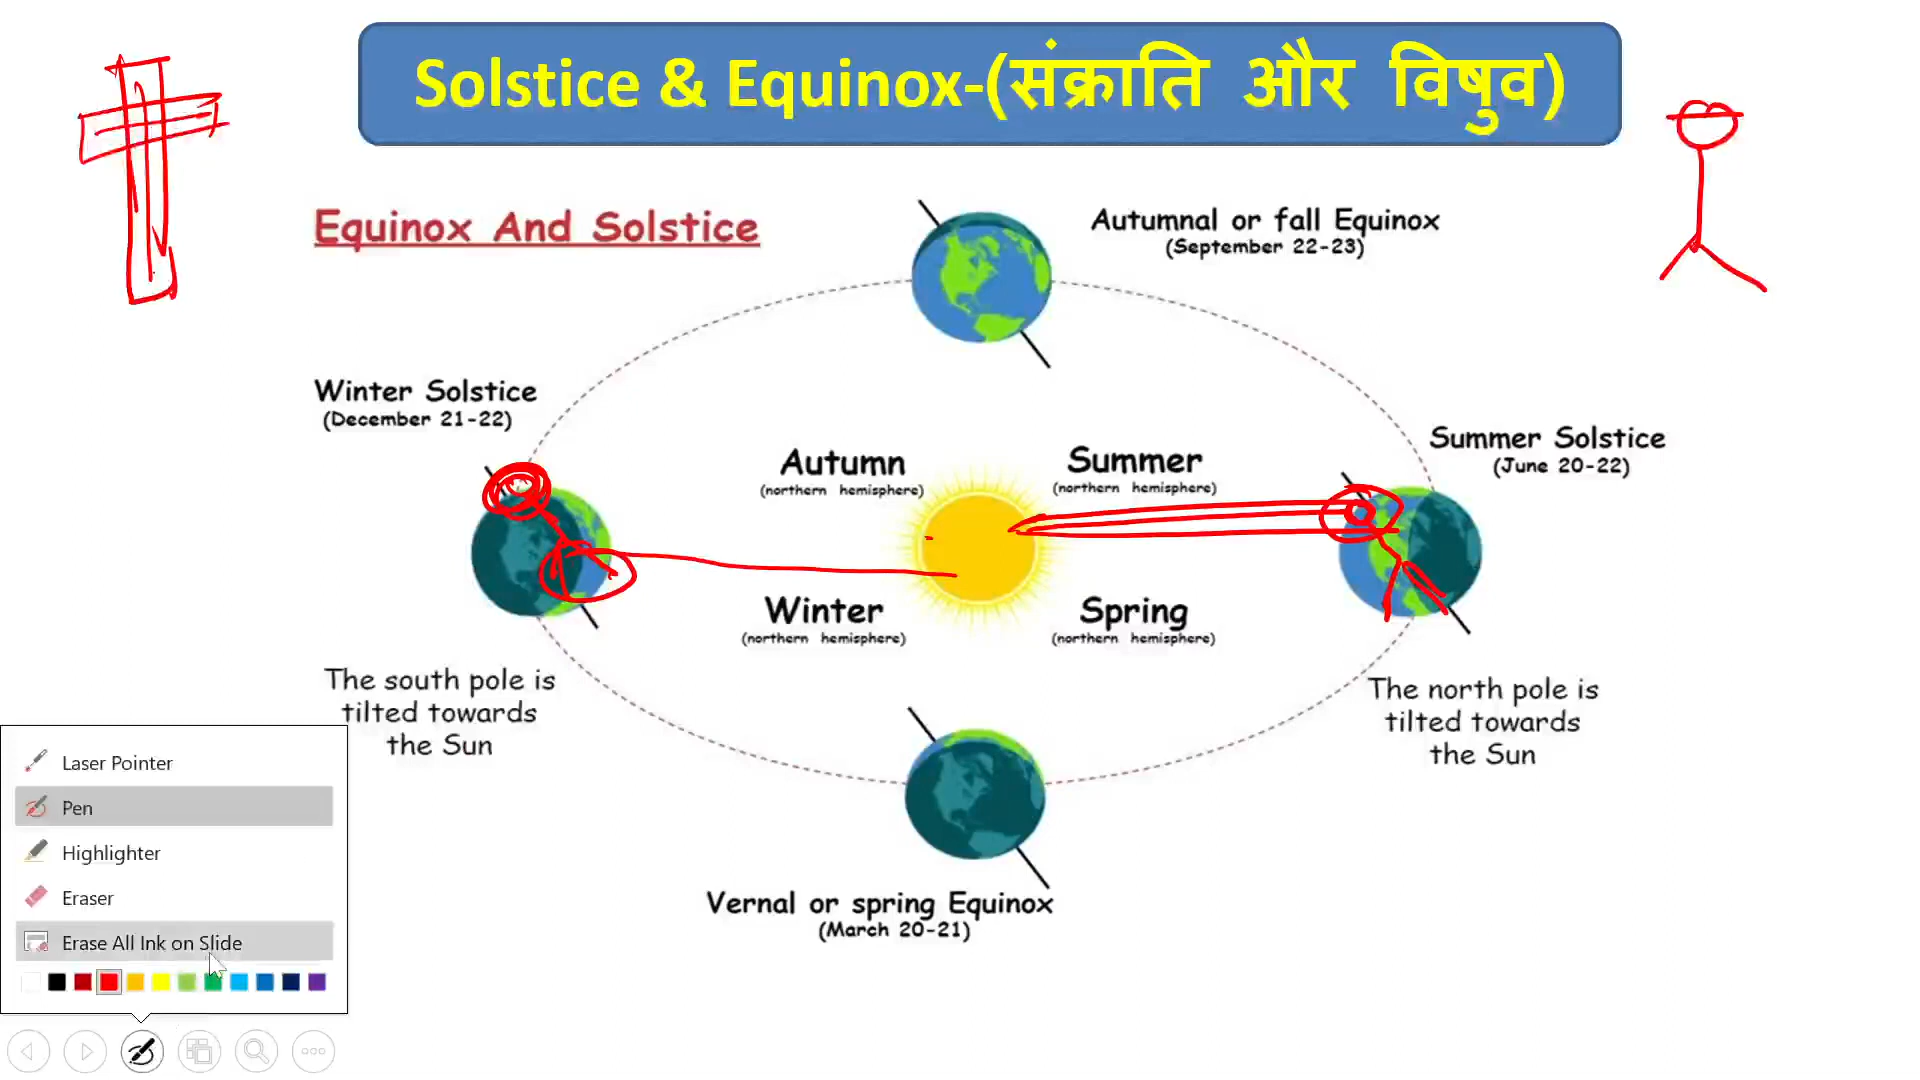 Solstice & Equinox-(संक्राति और विषुव)
Equinox And Solstice
Autumnal or fall Equinox
(September 22-23)
Winter Solstice
(December 21-22)
Summer Solstice
(June 20-22)
Autumn
(northern hemisphere)
Summer
(northern hemisphere)
Winter
(northern hemisphere)
Spring
(northern hemisphere)
The south pole is
tilted towards
the Sun
The north pole is
tilted towards
the Sun
Vernal or spring Equinox
(March 20-21)
Laser Pointer
Pen
Highlighter
Eraser
Erase All Ink on Slide